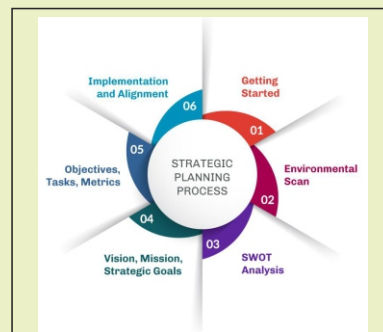 STRATEGIC
PLANNING
PROCESS
Getting
Started
01
Environmental
Scan
02
SWOT
Analysis
03
Vision, Mission,
Strategic Goals
04
Objectives,
Tasks, Metrics
05
Implementation
and Alignment
06